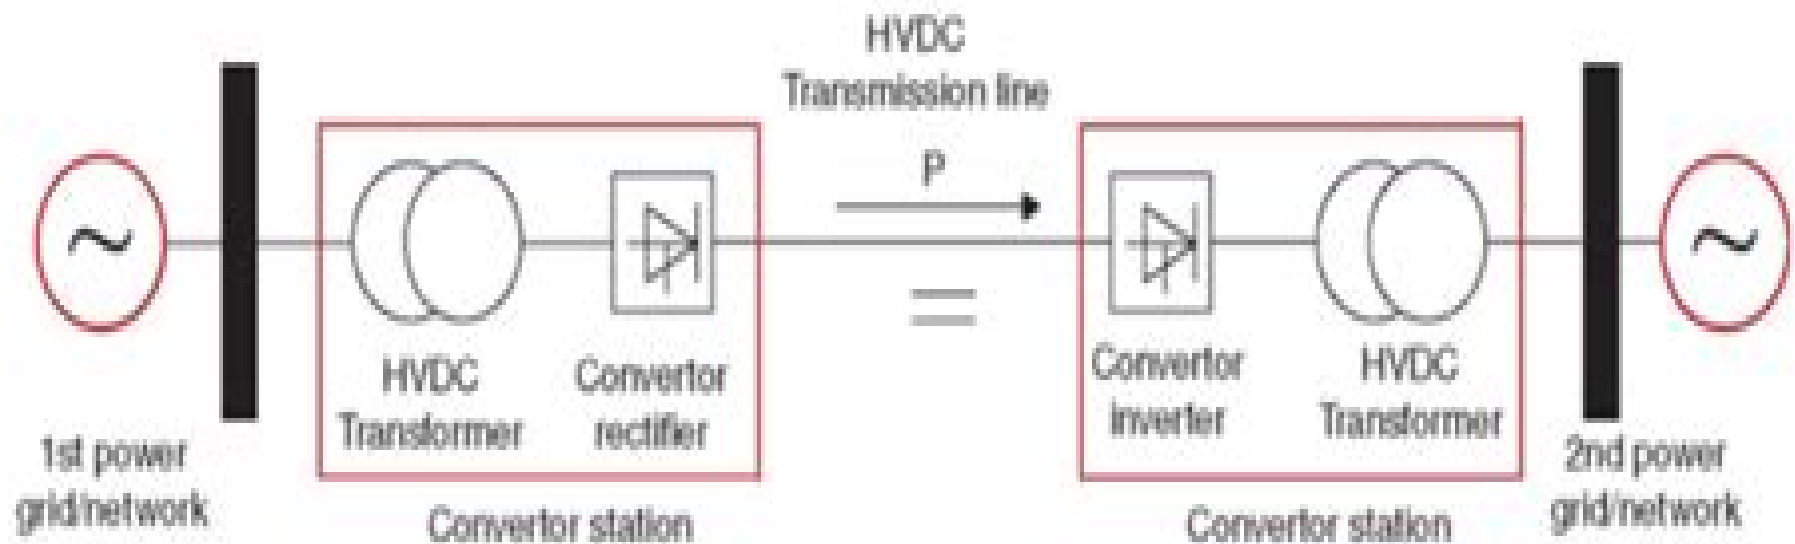 HVDC
Transmission line
P
HVDC
Transformer
Convertor
rectifier
Convertor
inverter
HVDC
Transformer
1st power
grid/network
2nd power
grid/network
Convertor station
Convertor station